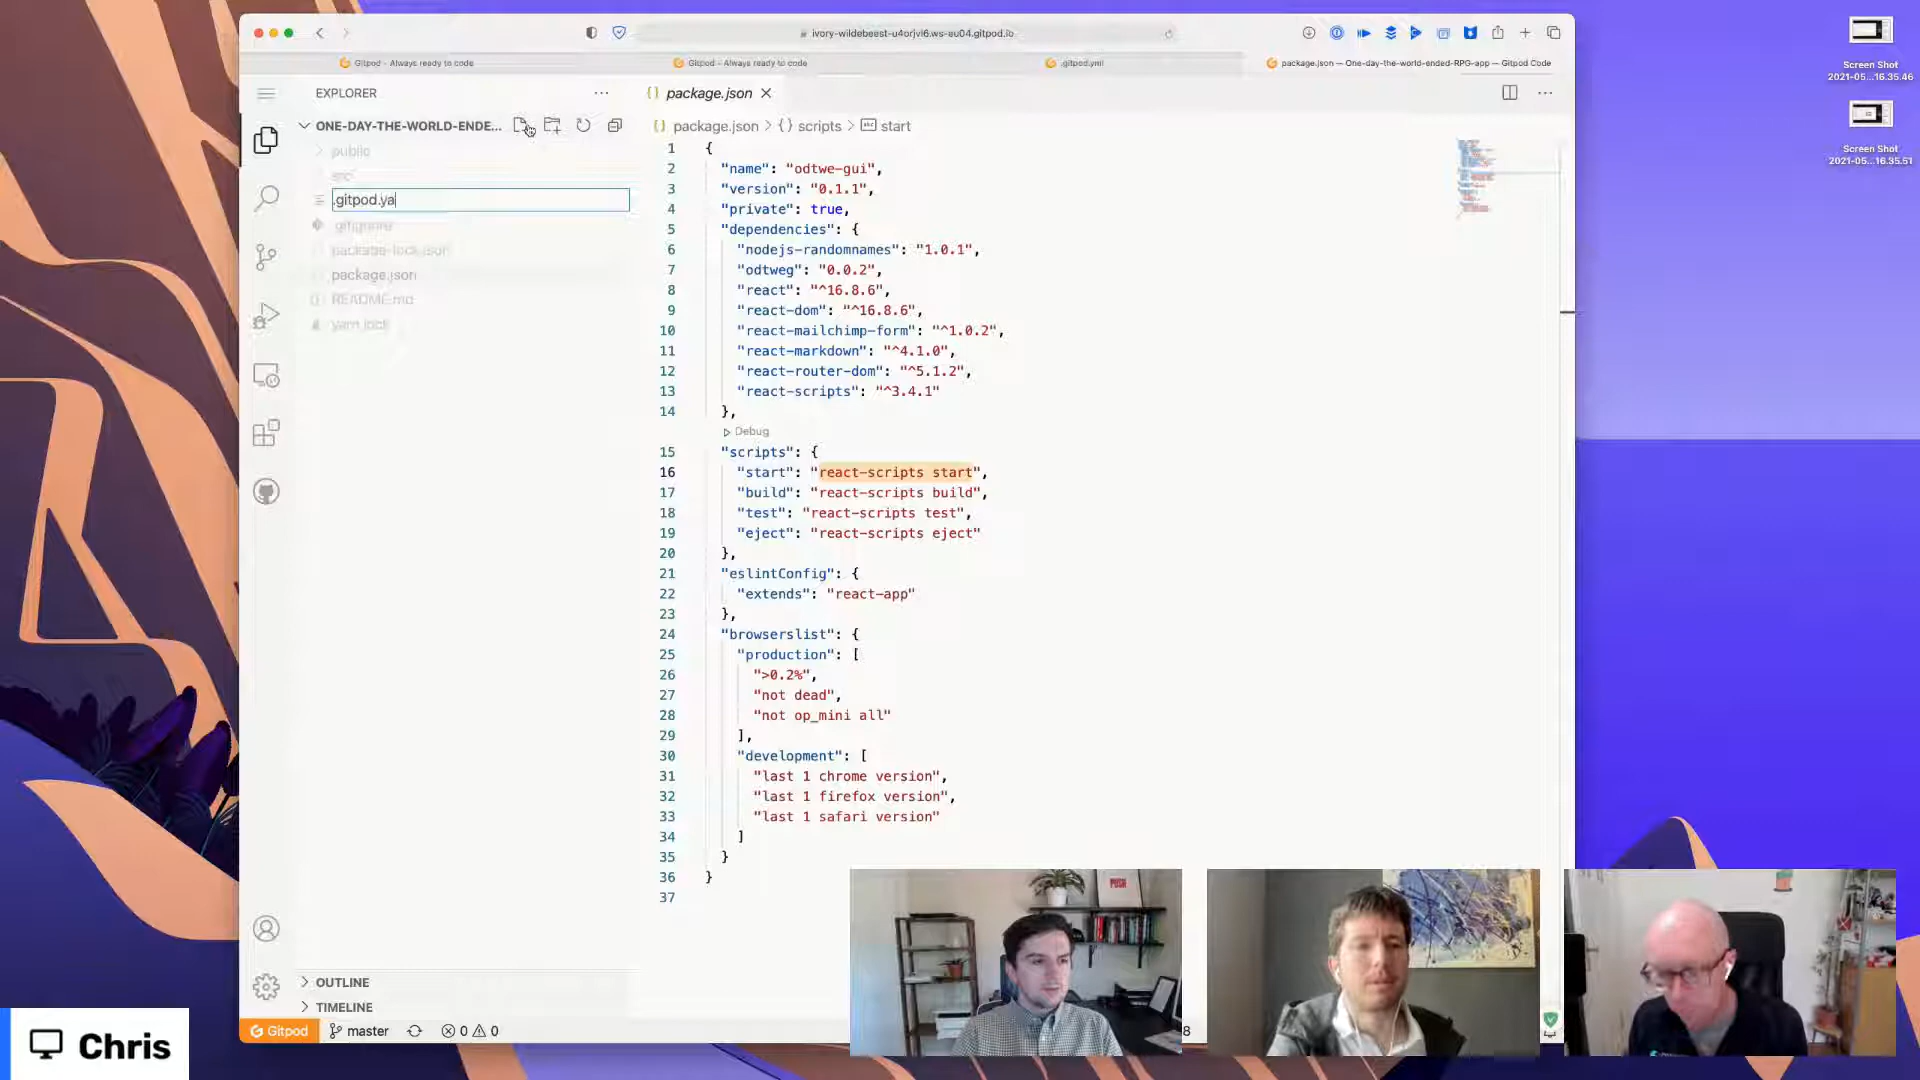 ivory-wildebeest-u4orjvi6.ws-eu04.gitpod.io
Gitpod - Always ready to code
Gitpod - Always ready to code
.gitpod.yml
package.json — One-day-the-world-ended-RPG-app — Gitpod Code
EXPLORER
ONE-DAY-THE-WORLD-ENDE...
public
src
.gitpod.ya
.gitignore
package-lock.json
package.json
README.md
yarn.lock
OUTLINE
TIMELINE
package.json
package.json > {} scripts > abc start
1 {
2 "name": "odtwe-gui",
3 "version": "0.1.1",
4 "private": true,
5 "dependencies": {
6 "nodejs-randomnames": "1.0.1",
7 "odtweg": "0.0.2",
8 "react": "^16.8.6",
9 "react-dom": "^16.8.6",
10 "react-mailchimp-form": "^1.0.2",
11 "react-markdown": "^4.1.0",
12 "react-router-dom": "^5.1.2",
13 "react-scripts": "^3.4.1"
14 },
Debug
15 "scripts": {
16 "start": "react-scripts start",
17 "build": "react-scripts build",
18 "test": "react-scripts test",
19 "eject": "react-scripts eject"
20 },
21 "eslintConfig": {
22 "extends": "react-app"
23 },
24 "browserslist": {
25 "production": [
26 ">0.2%",
27 "not dead",
28 "not op_mini all"
29 ],
30 "development": [
31 "last 1 chrome version",
32 "last 1 firefox version",
33 "last 1 safari version"
34 ]
35 }
36 }
37
Gitpod master 0 0
8
PUSH
Chris
Screen Shot
2021-05...16.35.46
Screen Shot
2021-05...16.35.51